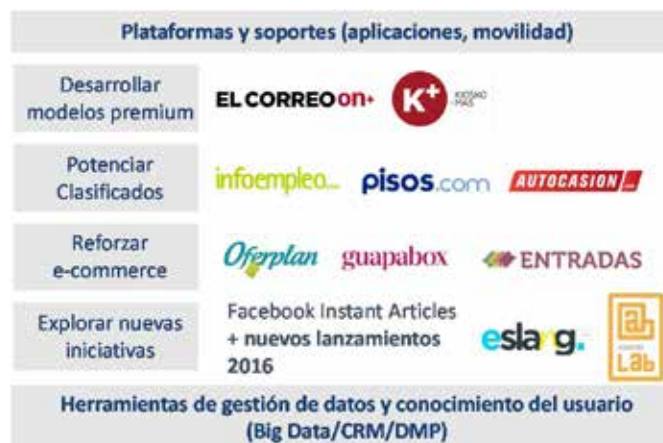 Plataformas y soportes (aplicaciones, movilidad)
Desarrollar
modelos premium
EL CORREO on+
K+
KIOSKO
MÁS
Potenciar
Clasificados
infoempleo
pisos.com
AUTOCASION
Reforzar
e-commerce
Oferplan
guapabox
ENTRADAS
Explorar nuevas
iniciativas
Facebook Instant Articles
+ nuevos lanzamientos
2016
eslang.
Lab
Herramientas de gestión de datos y conocimiento del usuario
(Big Data/CRM/DMP)